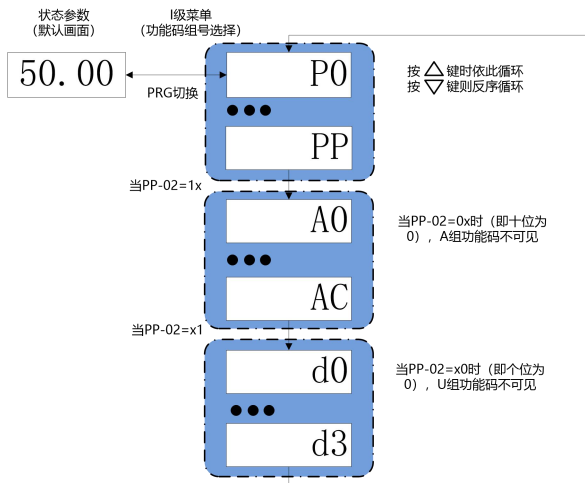 状态参数
（默认画面）
I级菜单
（功能码组号选择）
50.00
PRG切换
P0
PP
按△键时依此循环
按▽键则反序循环
当PP-02=1x
A0
AC
当PP-02=0x时（即十位为
0），A组功能码不可见
当PP-02=x1
d0
d3
当PP-02=x0时（即个位为
0），U组功能码不可见